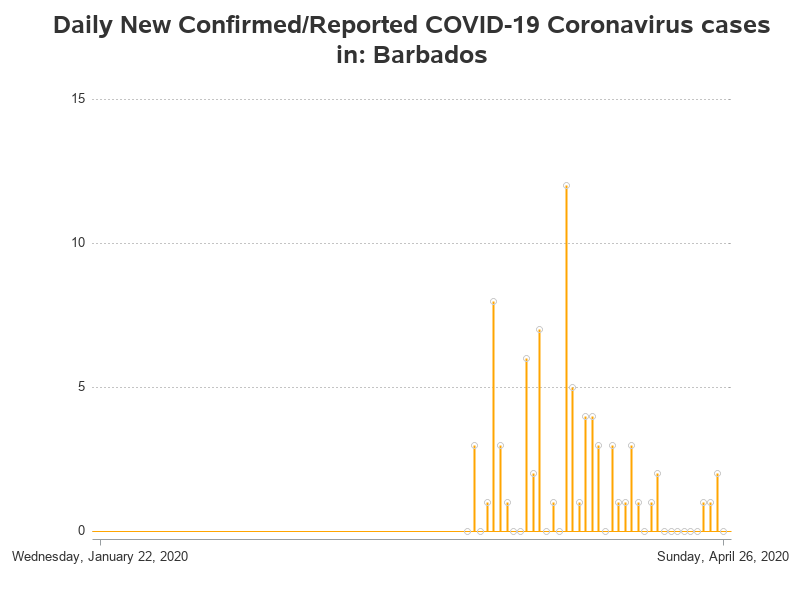 Daily New Confirmed/Reported COVID-19 Coronavirus cases
in: Barbados
15
10
5
0
Wednesday, January 22, 2020
Sunday, April 26, 2020